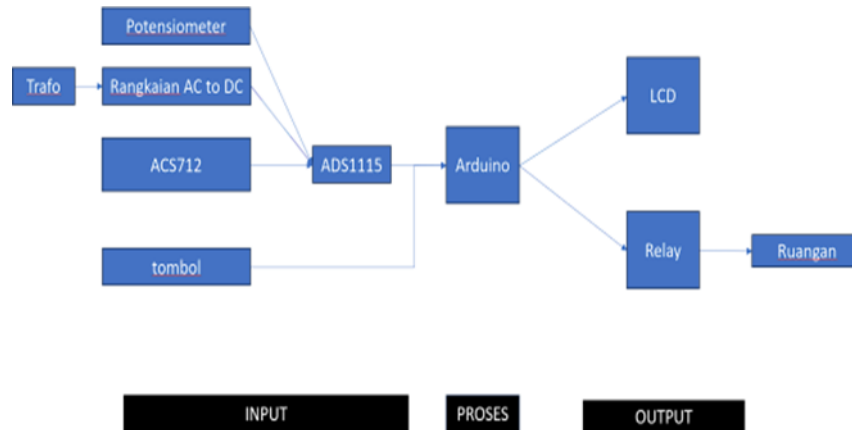 Potensiometer
Trafo
Rangkaian AC to DC
LCD
ACS712
ADS1115
Arduino
tombol
Relay
Ruangan
INPUT
PROSES
OUTPUT